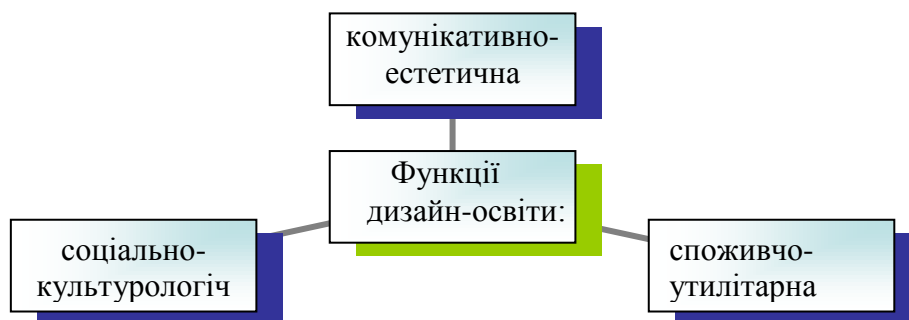 комунікативно-
естетична
Функції
дизайн-освіти:
соціально-
культурологіч
споживчо-
утилітарна